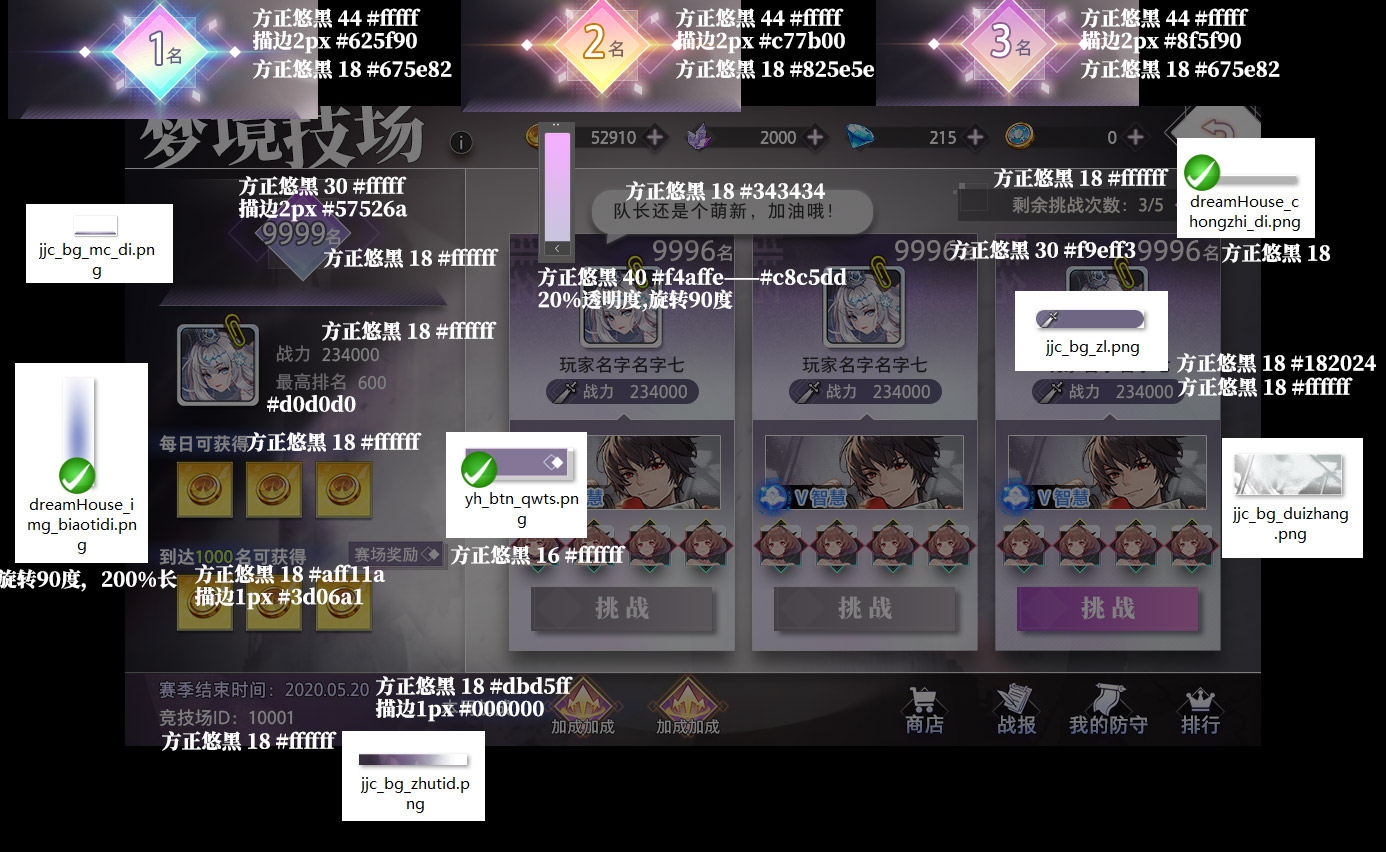 1名
方正悠黑 44 #ffffff
描边2px #625f90
方正悠黑 18 #675e82
2名
方正悠黑 44 #ffffff
描边2px #c77b00
方正悠黑 18 #825e5e
3名
方正悠黑 44 #ffffff
描边2px #8f5f90
方正悠黑 18 #675e82
梦境技场
i
52910
2000
215
0
方正悠黑 30 #ffffff
描边2px #57526a
9999名
方正悠黑 18 #ffffff
jjc_bg_mc_di.pn
g
方正悠黑 18 #343434
队长还是个萌新，加油哦！
方正悠黑 18 #ffffff
剩余挑战次数：3/5
dreamHouse_c
hongzhi_di.png
方正悠黑 18
9996名
9996名
方正悠黑 30 #f9eff3
9996名
方正悠黑 40 #f4affe——#c8c5dd
20%透明度,旋转90度
方正悠黑 18 #ffffff
战力 234000
最高排名 600
#d0d0d0
玩家名字名字七
战力 234000
玩家名字名字七
战力 234000
jjc_bg_zl.png
战力 234000
方正悠黑 18 #182024
方正悠黑 18 #ffffff
每日可获得
方正悠黑 18 #ffffff
dreamHouse_i
mg_biaotidi.pn
g
旋转90度，200%长
yh_btn_qwts.pn
g
方正悠黑 16 #ffffff
慧
V智慧
V智慧
jjc_bg_duizhang
.png
到达1000名可获得
赛场奖励
方正悠黑 18 #aff11a
描边1px #3d06a1
挑战
挑战
挑战
赛季结束时间：2020.05.20
竞技场ID：10001
方正悠黑 18 #dbd5ff
描边1px #000000
方正悠黑 18 #ffffff
jjc_bg_zhutid.p
ng
加成加成
加成加成
商店
战报
我的防守
排行